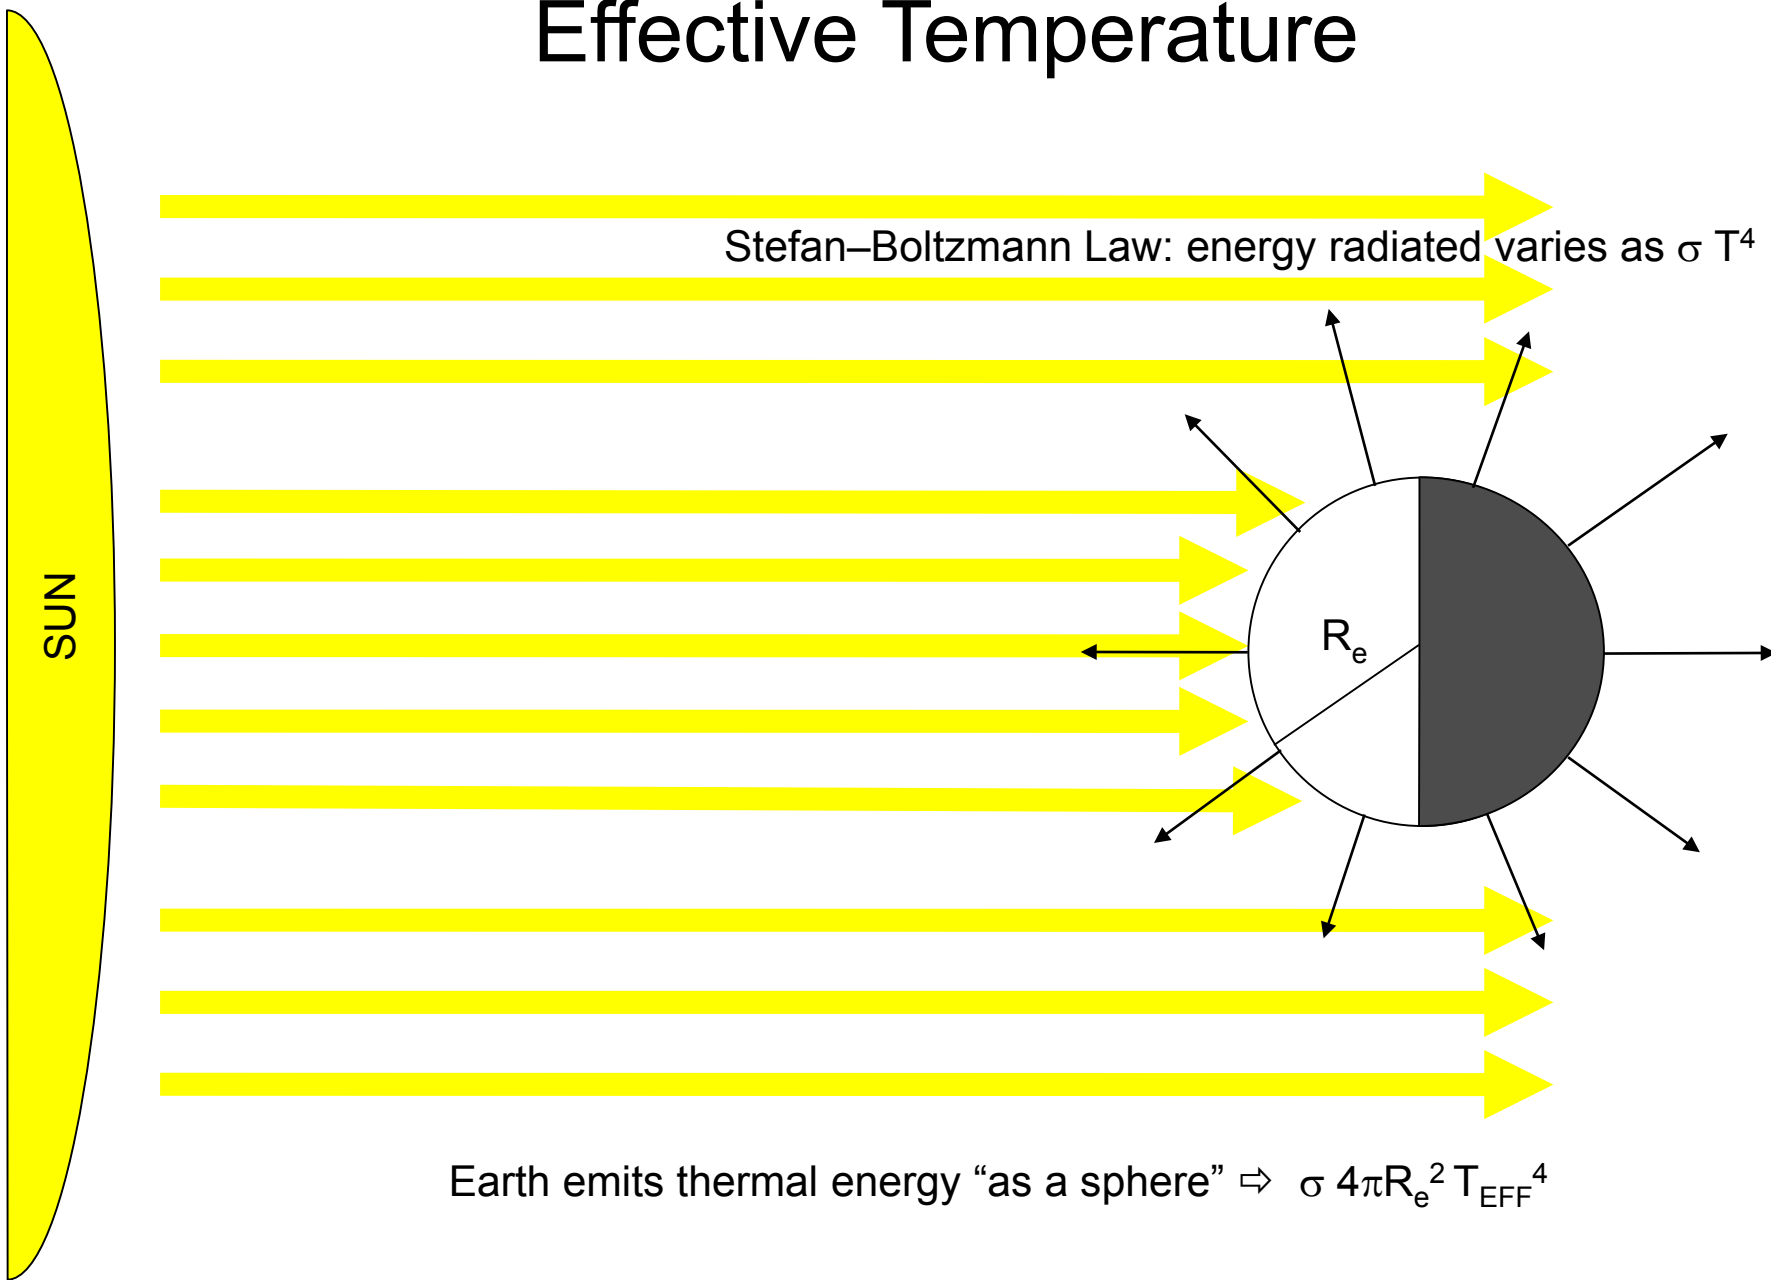 Effective Temperature
Stefan–Boltzmann Law: energy radiated varies as σ T⁴
SUN
Rₑ
Earth emits thermal energy “as a sphere” ⇨ σ 4πRₑ² T_EFF⁴